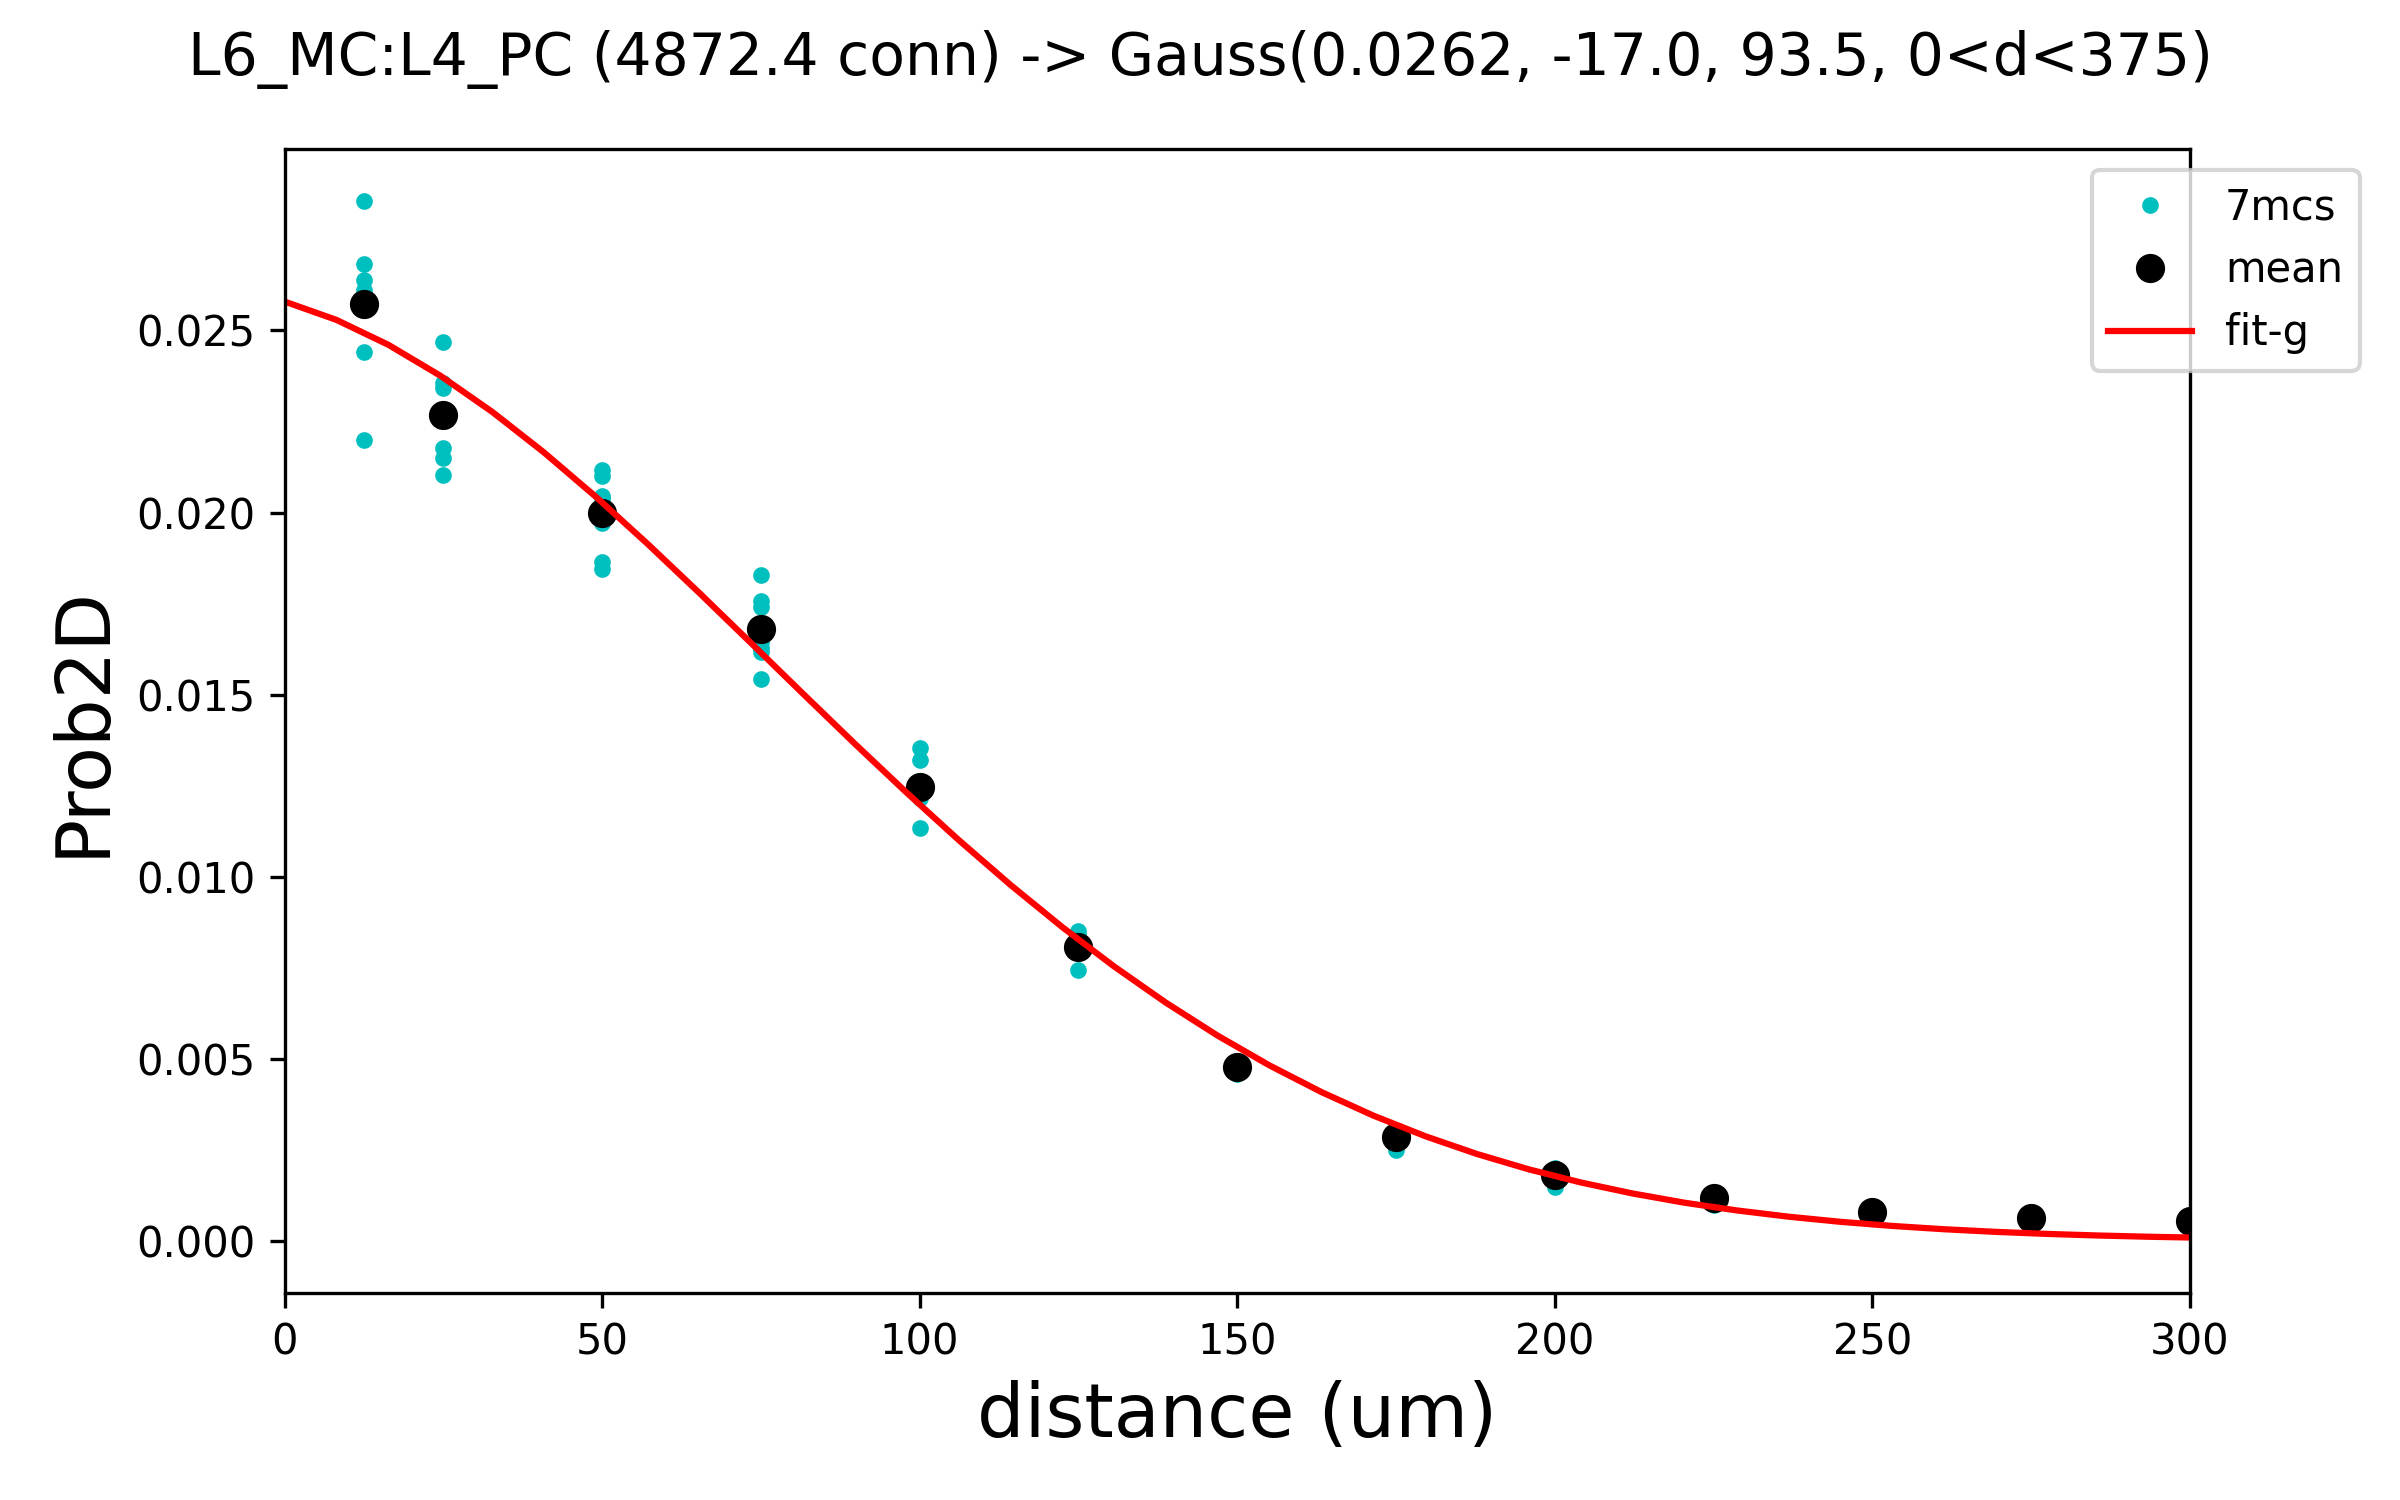 L6_MC:L4_PC (4872.4 conn) -> Gauss(0.0262, -17.0, 93.5, 0<d<375)
7mcs
mean
fit-g
Prob2D
0.025
0.020
0.015
0.010
0.005
0.000
0 50 100 150 200 250 300
distance (um)